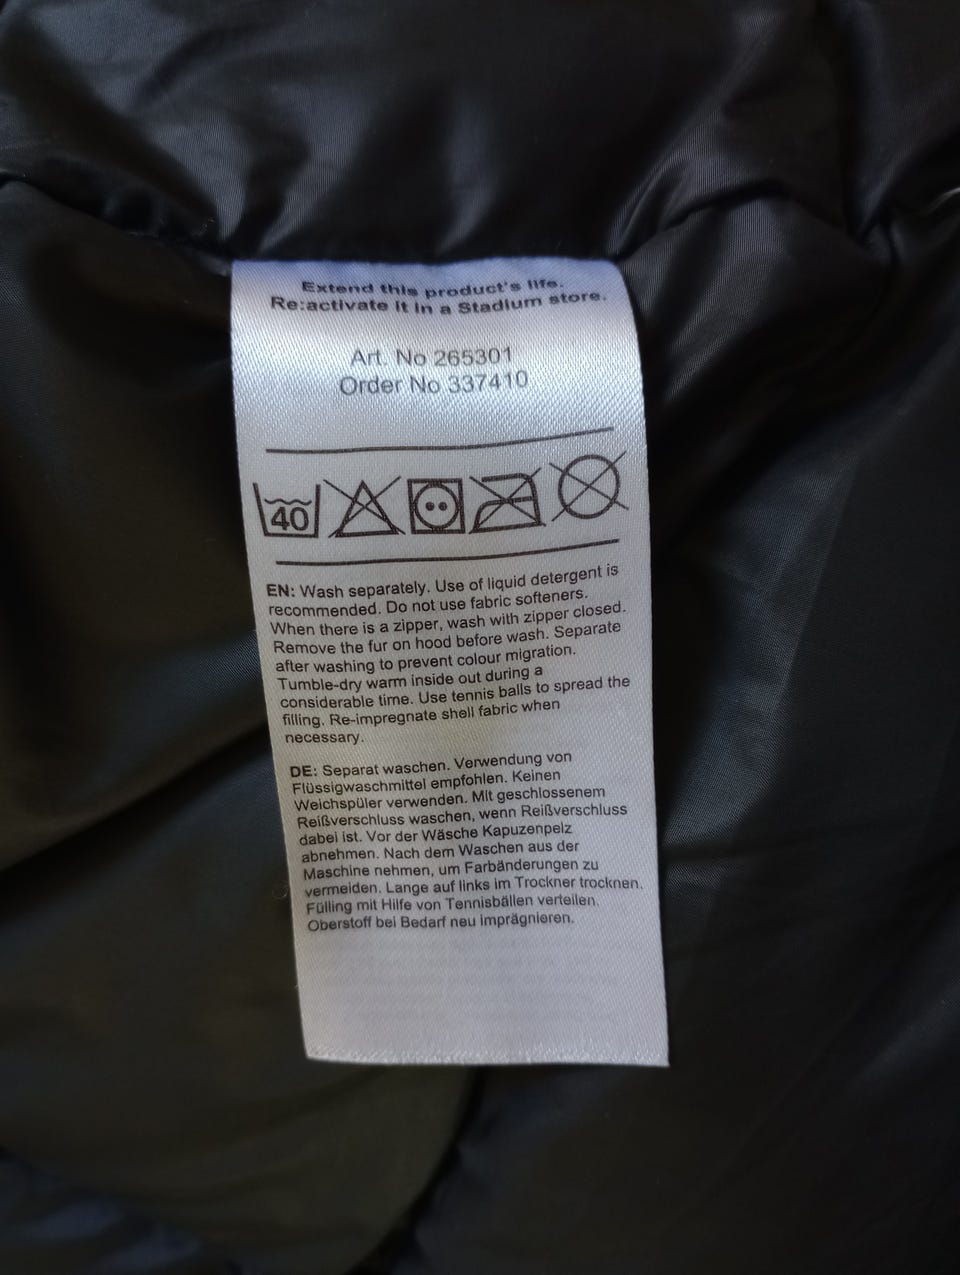 Extend this product's life.
Re:activate it in a Stadium store.
Art. No 265301
Order No 337410
40
EN: Wash separately. Use of liquid detergent is
recommended. Do not use fabric softeners.
When there is a zipper, wash with zipper closed.
Remove the fur on hood before wash. Separate
after washing to prevent colour migration.
Tumble-dry warm inside out during a
considerable time. Use tennis balls to spread the
filling. Re-impregnate shell fabric when
necessary.
DE: Separat waschen. Verwendung von
Flüssigwaschmittel empfohlen. Keinen
Weichspüler verwenden. Mit geschlossenem
Reißverschluss waschen, wenn Reißverschluss
dabei ist. Vor der Wäsche Kapuzenpelz
abnehmen. Nach dem Waschen aus der
Maschine nehmen, um Farbänderungen zu
vermeiden. Lange auf links im Trockner trocknen.
Fülling mit Hilfe von Tennisbällen verteilen.
Oberstoff bei Bedarf neu imprägnieren.